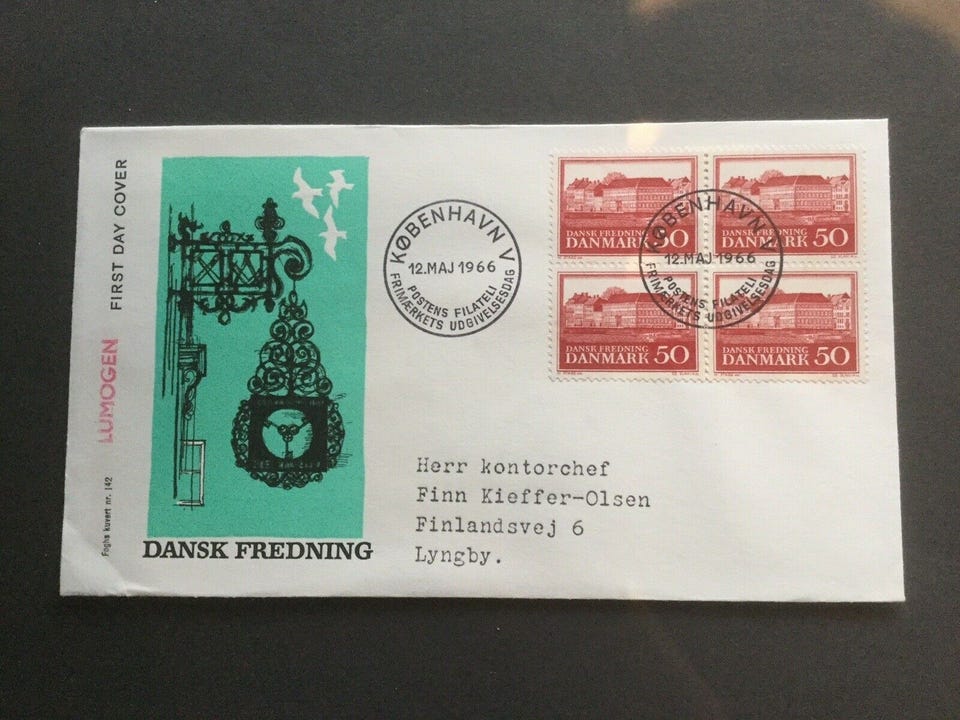 FIRST DAY COVER
LUMOGEN
Foghs kuvert nr. 142
DANSK FREDNING
KØBENHAVN V
12.MAJ 1966
POSTENS FILATELI
FRIMÆRKETS UDGIVELSESDAG
DANSK FREDNING
DANMARK 50
DANSK FREDNING
DANMARK 50
KØBENHAVN V
12.MAJ 1966
POSTENS FILATELI
FRIMÆRKETS UDGIVELSESDAG
DANSK FREDNING
DANMARK 50
DANSK FREDNING
DANMARK 50
Herr kontorchef
Finn Kieffer-Olsen
Finlandsvej 6
Lyngby.